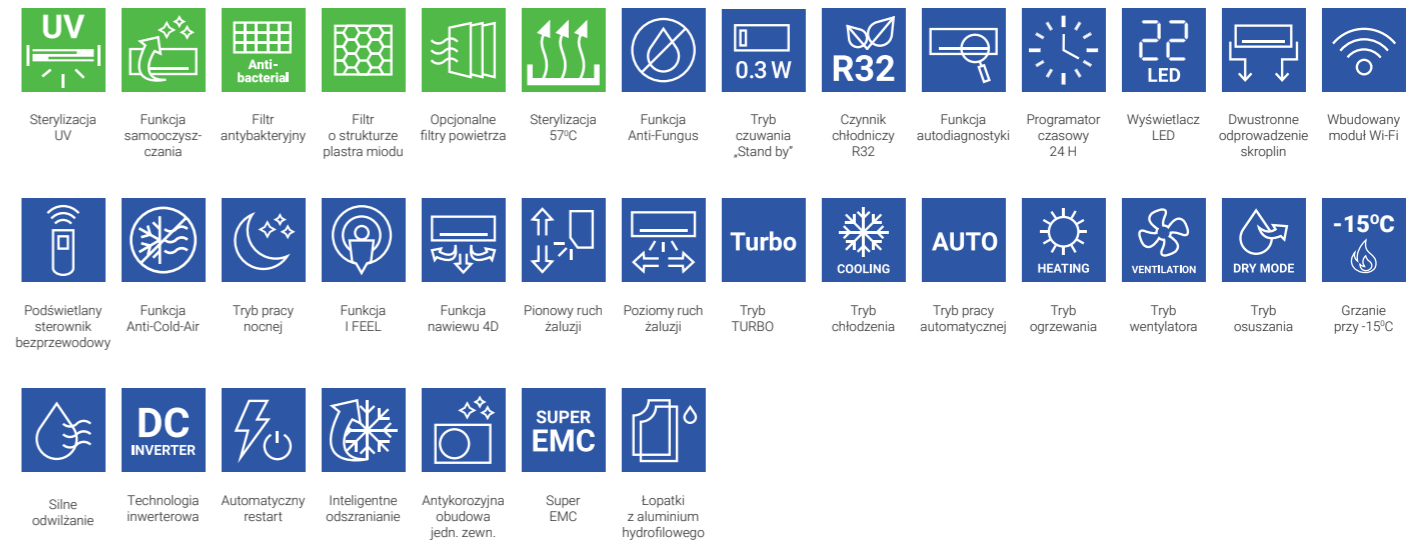 UV
Anti-
bacterial
0.3 W
R32
22
LED
Sterylizacja
UV
Funkcja
samooczysz-
czania
Filtr
antybakteryjny
Filtr
o strukturze
plastra miodu
Opcjonalne
filtry powietrza
Sterylizacja
57⁰C
Funkcja
Anti-Fungus
Tryb
czuwania
„Stand by”
Czynnik
chłodniczy
R32
Funkcja
autodiagnostyki
Programator
czasowy
24 H
Wyświetlacz
LED
Dwustronne
odprowadzenie
skroplin
Wbudowany
moduł Wi-Fi
Turbo
COOLING
AUTO
HEATING
VENTILATION
DRY MODE
-15⁰C
Podświetlany
sterownik
bezprzewodowy
Funkcja
Anti-Cold-Air
Tryb pracy
nocnej
Funkcja
I FEEL
Funkcja
nawiewu 4D
Pionowy ruch
żaluzji
Poziomy ruch
żaluzji
Tryb
TURBO
Tryb
chłodzenia
Tryb pracy
automatycznej
Tryb
ogrzewania
Tryb
wentylatora
Tryb
osuszania
Grzanie
przy -15⁰C
DC
INVERTER
SUPER
EMC
Silne
odwilżanie
Technologia
inwerterowa
Automatyczny
restart
Inteligentne
odszranianie
Antykorozyjna
obudowa
jedn. zewn.
Super
EMC
Łopatki
z aluminium
hydrofilowego